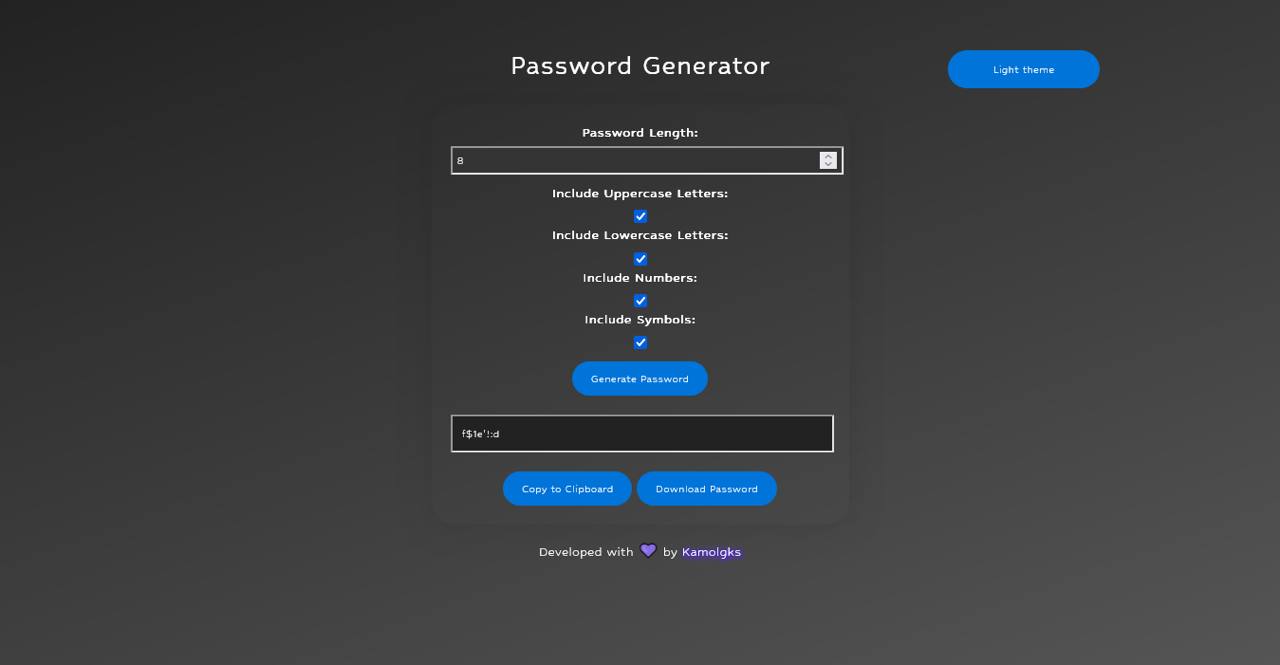 Password Generator
Light theme
Password Length:
8
Include Uppercase Letters:
Include Lowercase Letters:
Include Numbers:
Include Symbols:
Generate Password
f$1e'!:d
Copy to Clipboard
Download Password
Developed with 💜 by Kamolgks